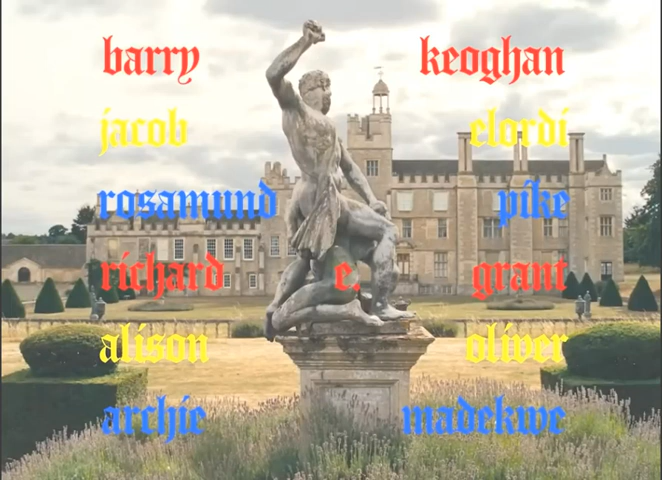 barry keoghan
jacob elordi
rosamund pike
richard e. grant
alison oliver
archie madekwe